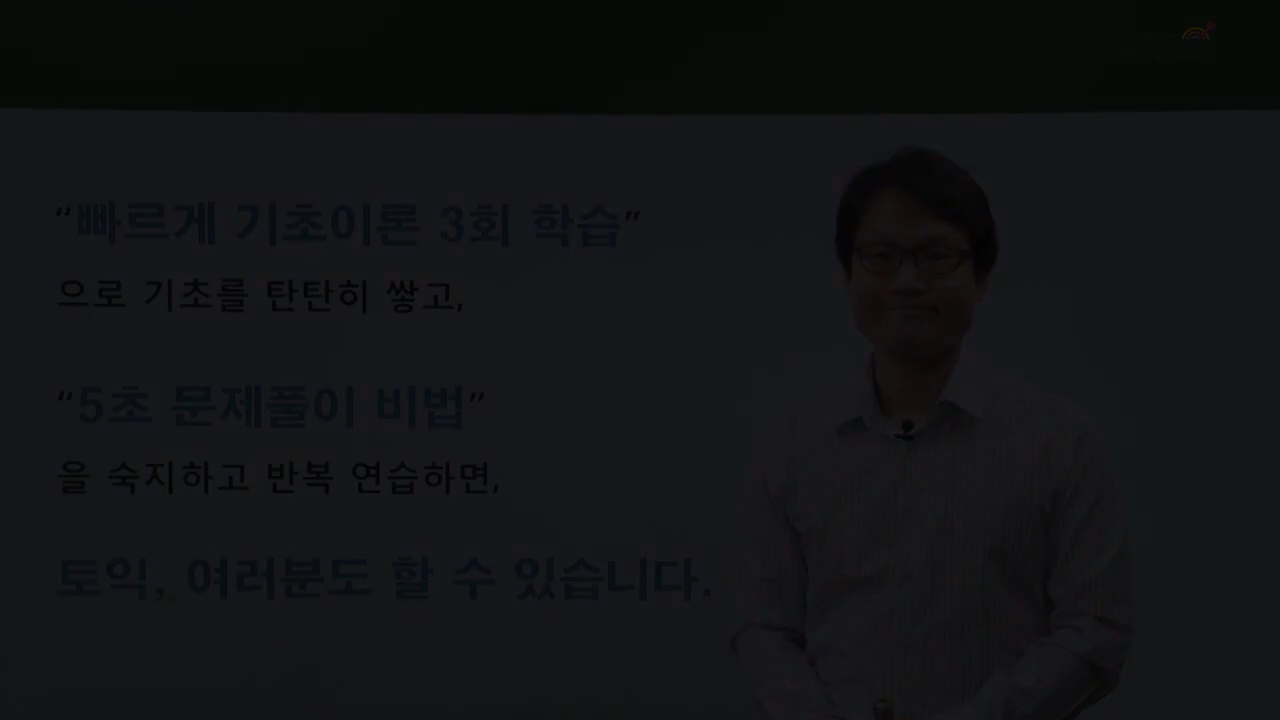 “빠르게 기초이론 3회 학습”
으로 기초를 탄탄히 쌓고,
“5초 문제풀이 비법”
을 숙지하고 반복 연습하면,
토익, 여러분도 할 수 있습니다.